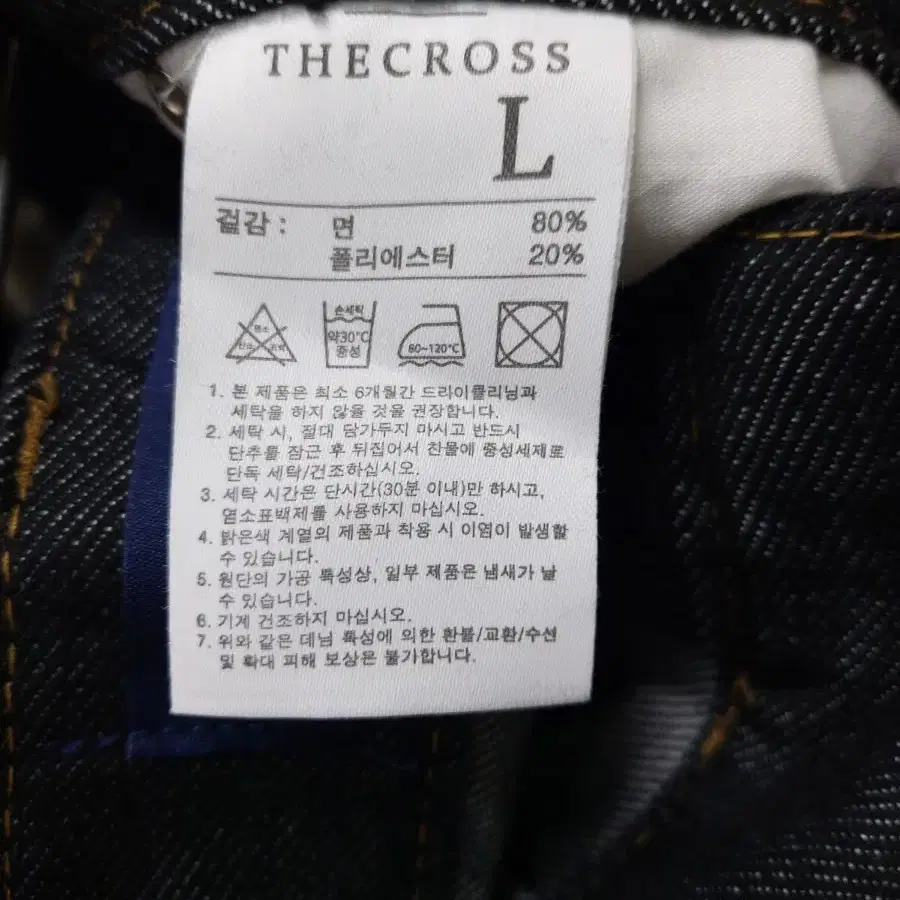 THECROSS
L
겉감 : 면 80%
폴리에스터 20%
염소
산소 표백
손세탁
약30℃
중성
80~120℃
1. 본 제품은 최소 6개월간 드라이클리닝과
세탁을 하지 않을 것을 권장합니다.
2. 세탁 시, 절대 담가두지 마시고 반드시
단추를 잠근 후 뒤집어서 찬물에 중성세제로
단독 세탁/건조하십시오.
3. 세탁 시간은 단시간(30분 이내)만 하시고,
염소표백제를 사용하지 마십시오.
4. 밝은색 계열의 제품과 착용 시 이염이 발생할
수 있습니다.
5. 원단의 가공 특성상, 일부 제품은 냄새가 날
수 있습니다.
6. 기계 건조하지 마십시오.
7. 위와 같은 데님 특성에 의한 환불/교환/수선
및 확대 피해 보상은 불가합니다.